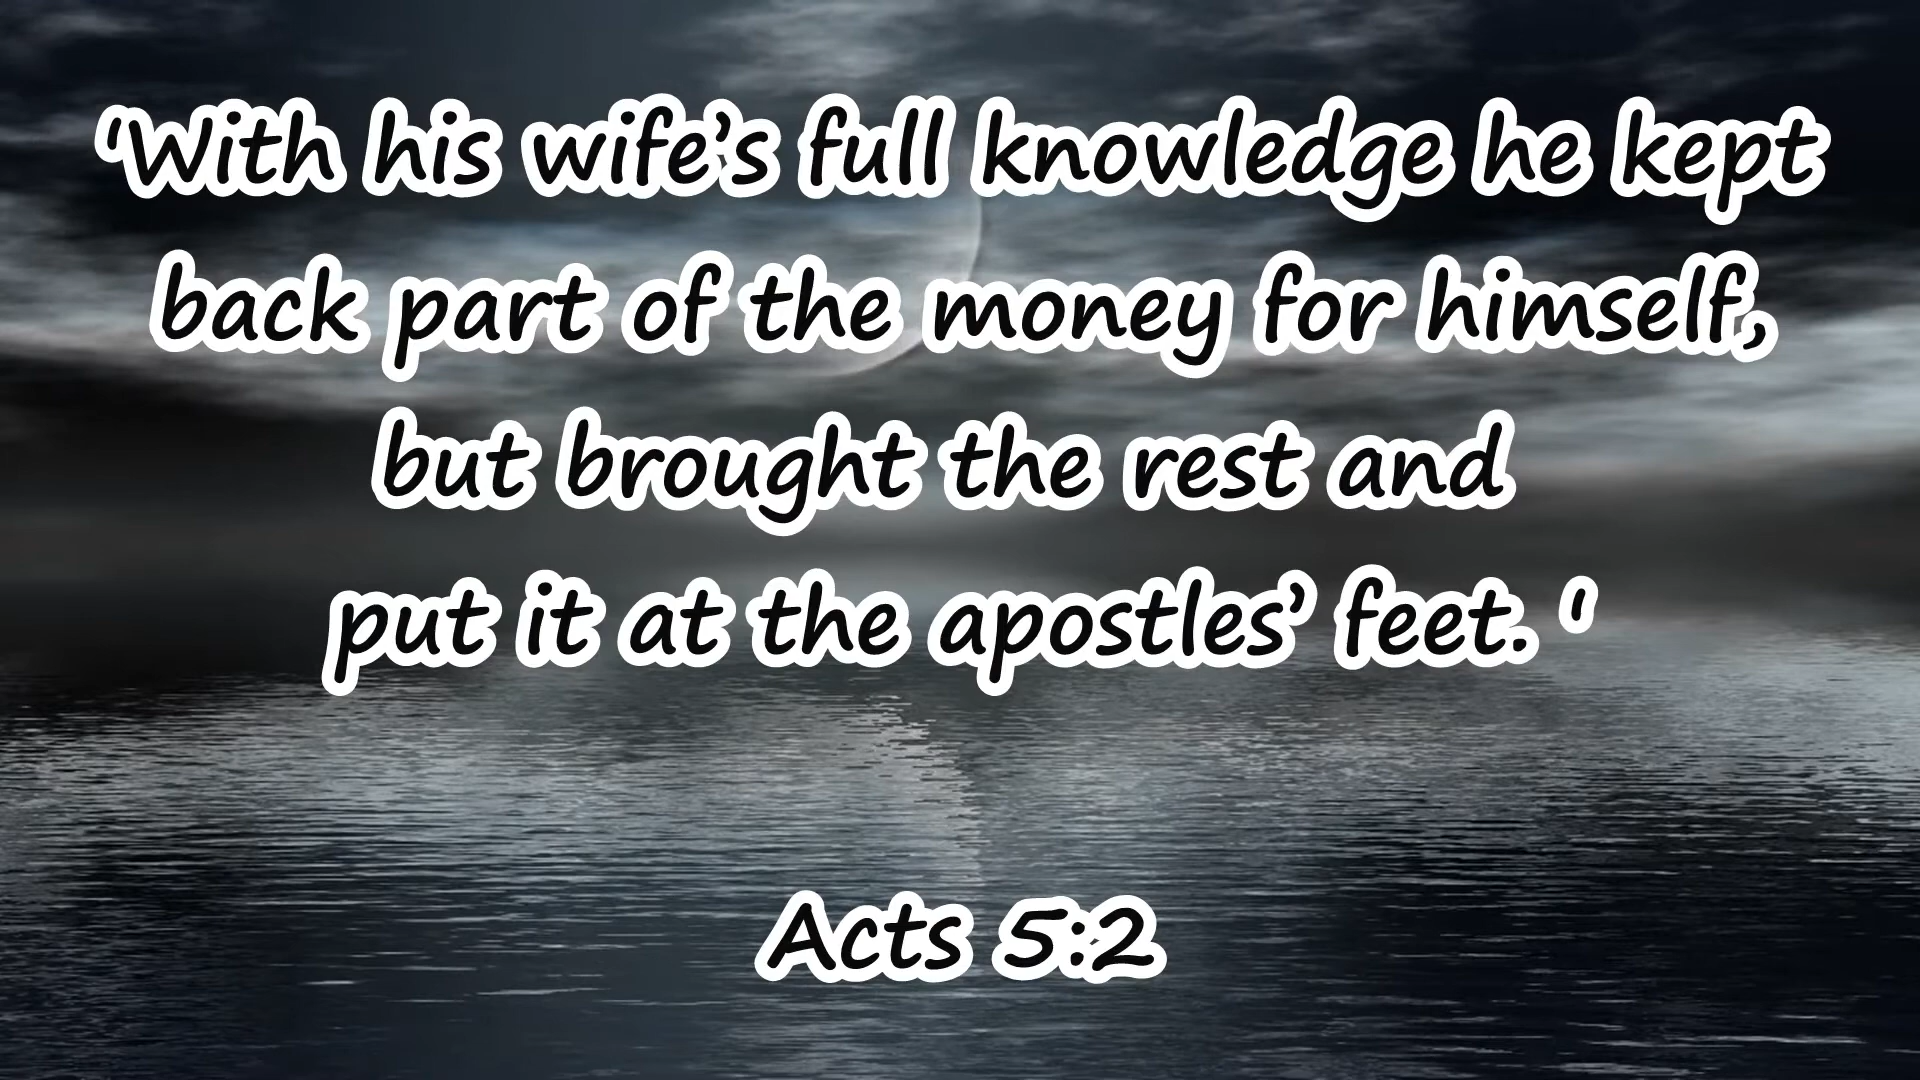 ‘With his wife’s full knowledge he kept
back part of the money for himself,
but brought the rest and
put it at the apostles’ feet. ‘
Acts 5:2